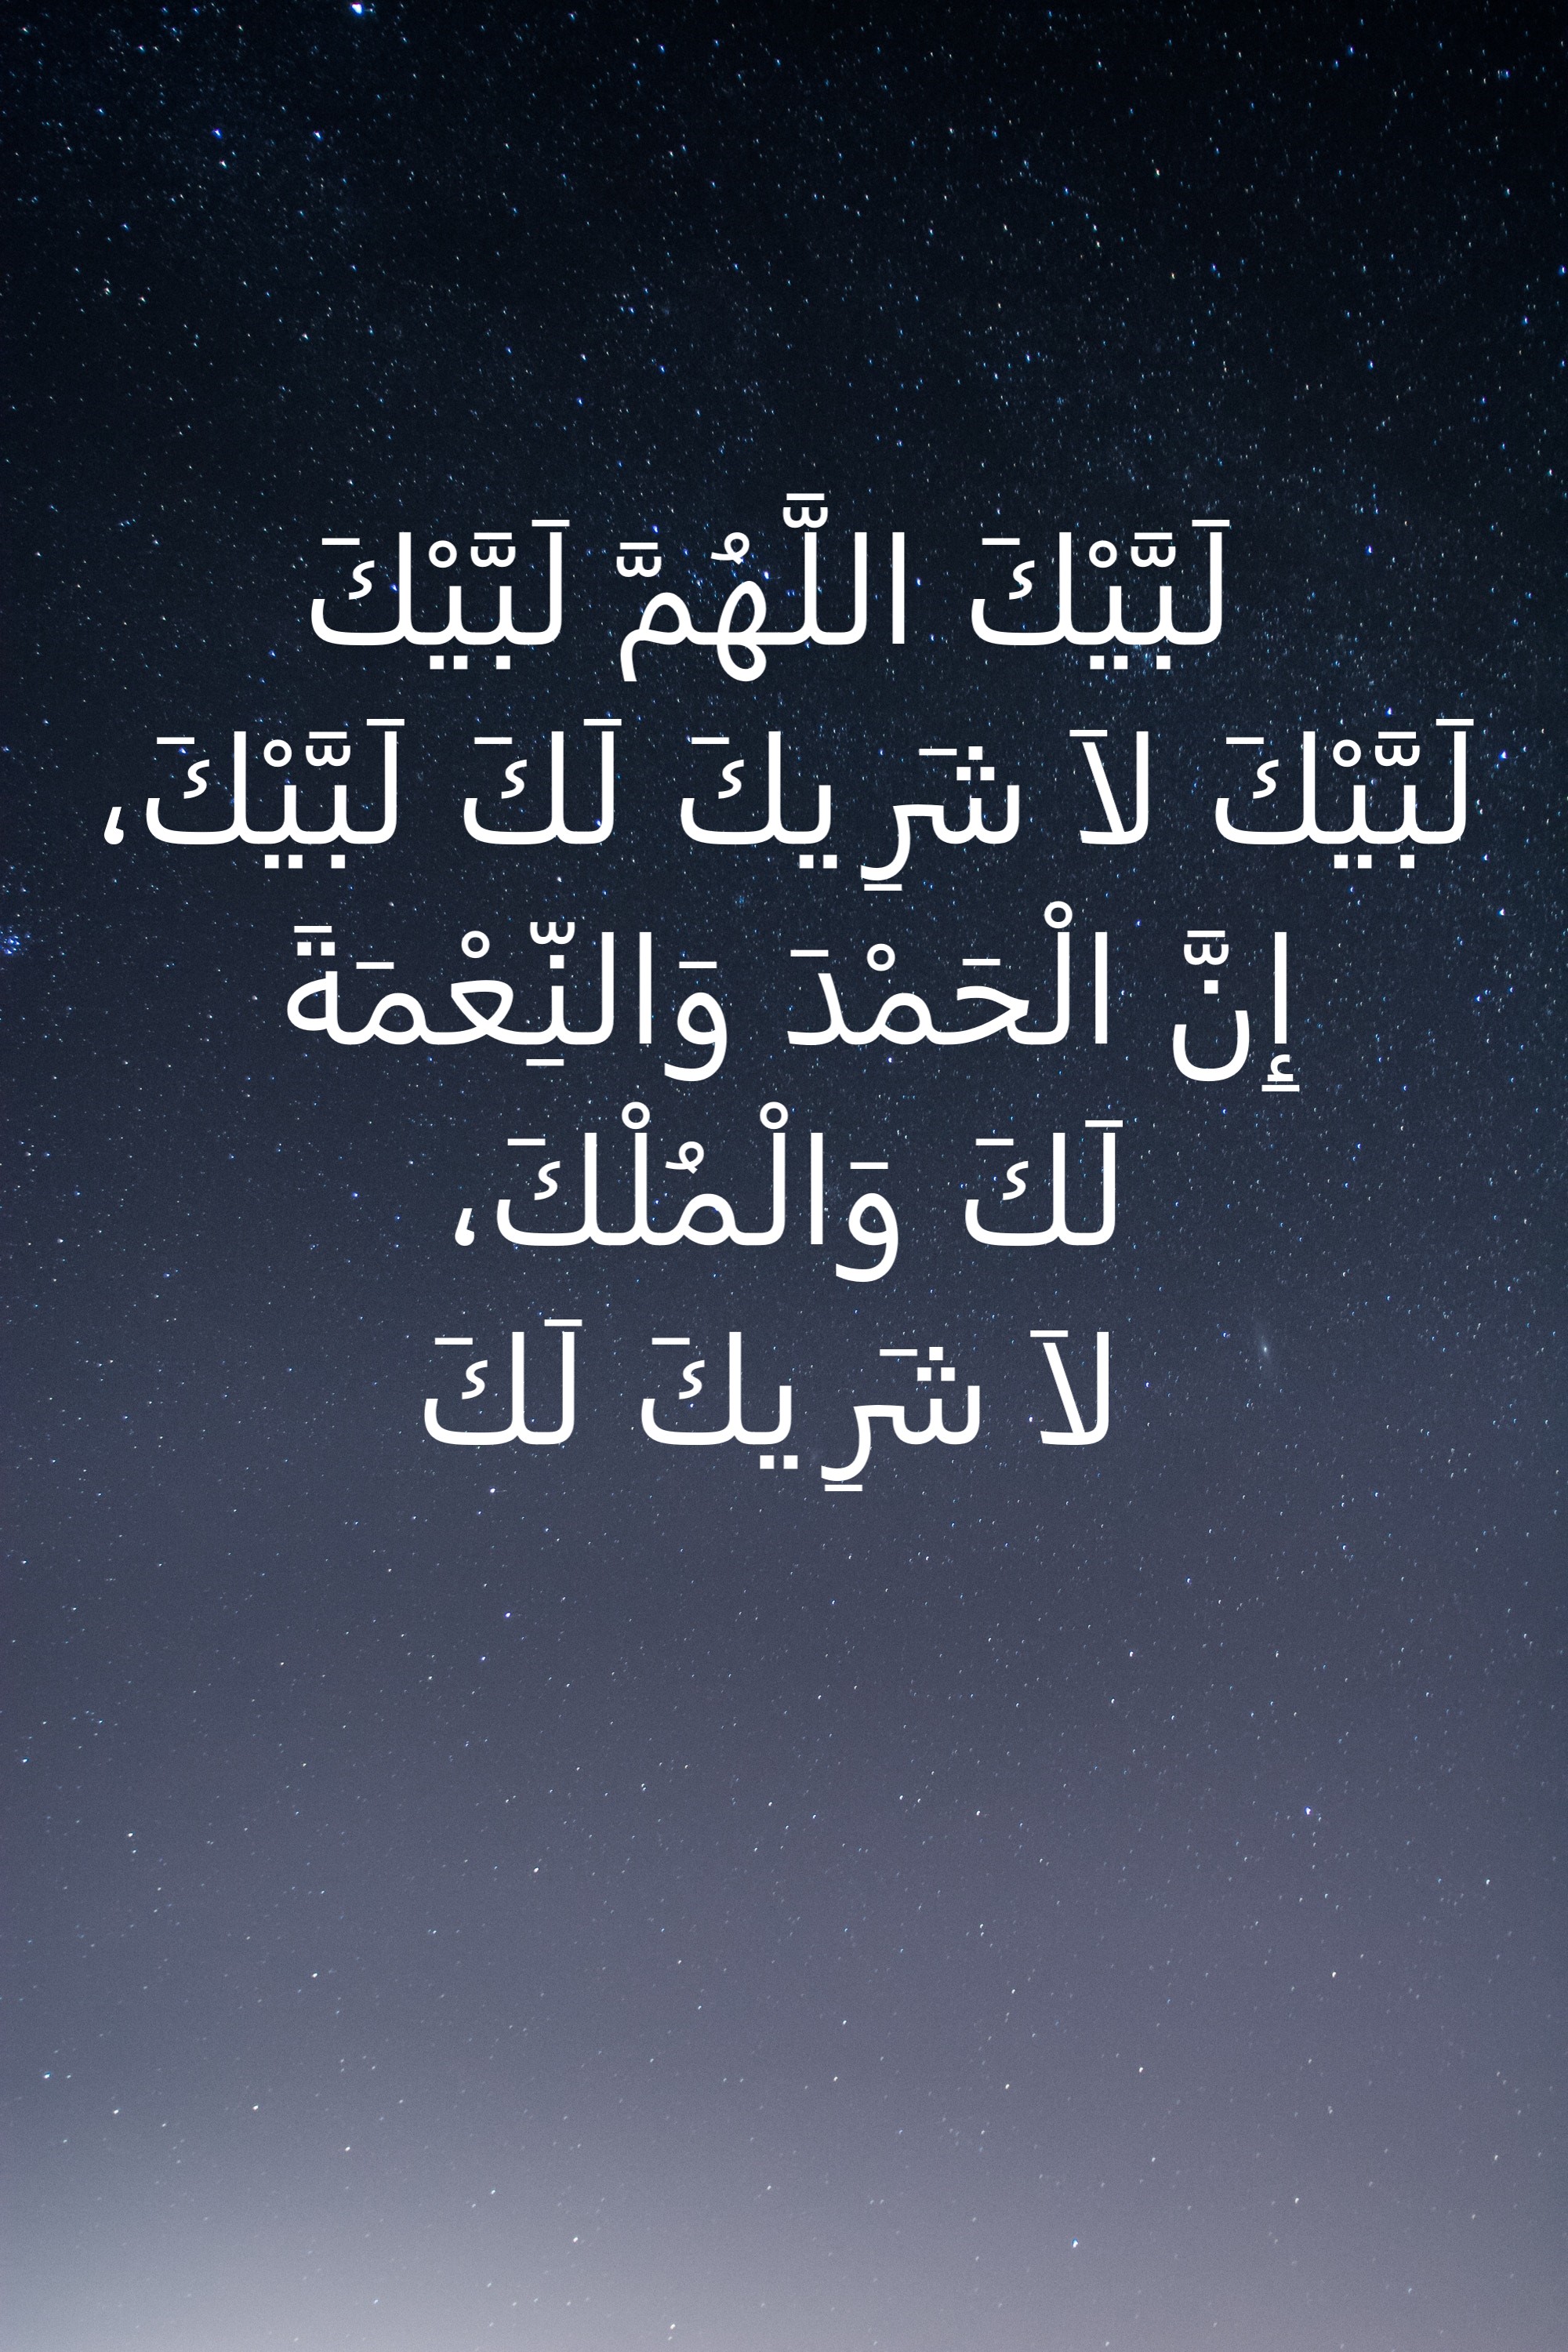 لَبَّيْكَ اللَّهُمَّ لَبَّيْكَ
لَبَّيْكَ لاَ شَرِيكَ لَكَ لَبَّيْكَ،
إِنَّ الْحَمْدَ وَالنِّعْمَةَ
لَكَ وَالْمُلْكَ،
لاَ شَرِيكَ لَكَ